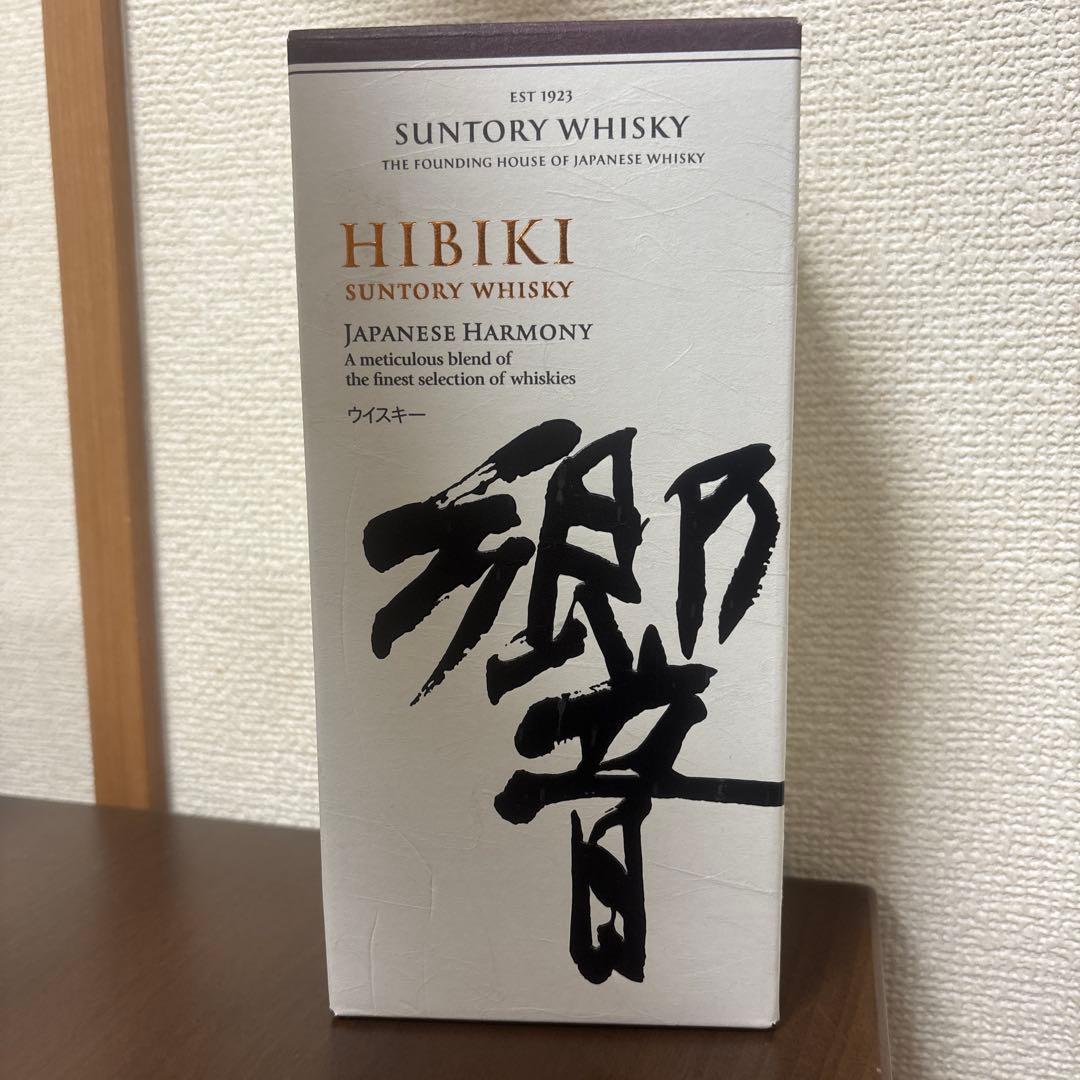 EST 1923
SUNTORY WHISKY
THE FOUNDING HOUSE OF JAPANESE WHISKY
HIBIKI
SUNTORY WHISKY
JAPANESE HARMONY
A meticulous blend of
the finest selection of whiskies
ウイスキー
響